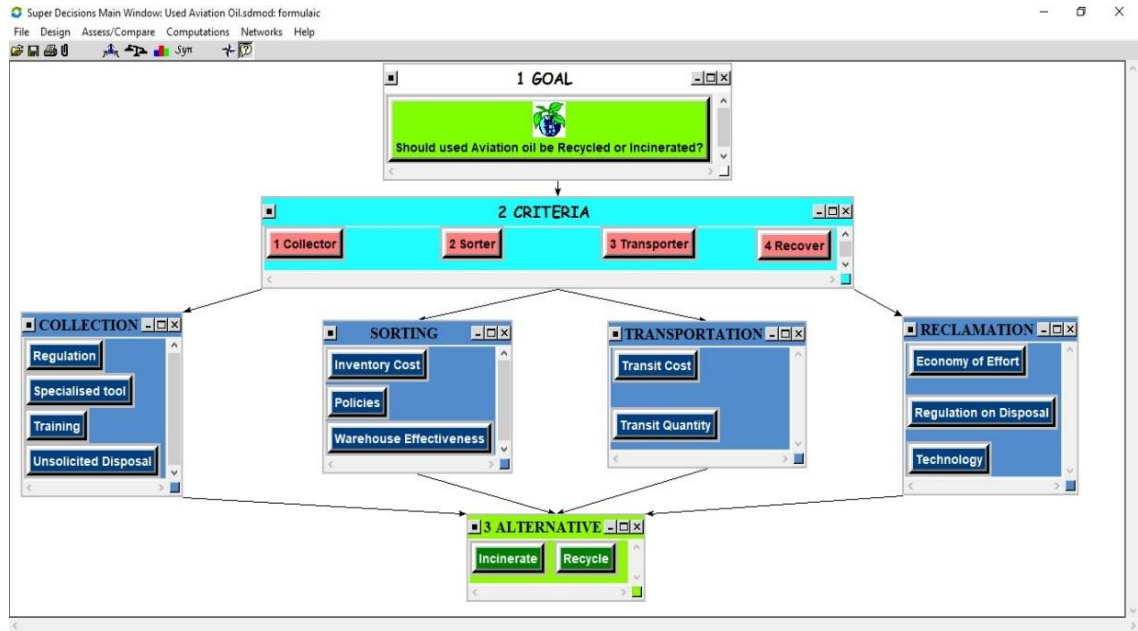 Super Decisions Main Window: Used Aviation Oil.sdmod: formulaic
File Design Assess/Compare Computations Networks Help
Syn
1 GOAL
Should used Aviation oil be Recycled or Incinerated?
2 CRITERIA
1 Collector 2 Sorter 3 Transporter 4 Recover
COLLECTION
Regulation
Specialised tool
Training
Unsolicited Disposal
SORTING
Inventory Cost
Policies
Warehouse Effectiveness
TRANSPORTATION
Transit Cost
Transit Quantity
RECLAMATION
Economy of Effort
Regulation on Disposal
Technology
3 ALTERNATIVE
Incinerate Recycle